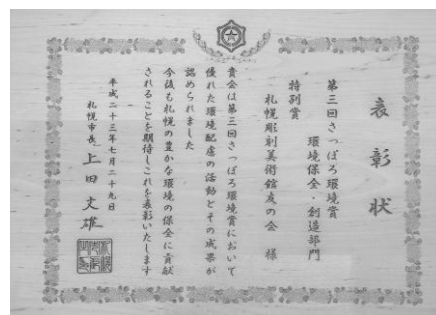 表彰状
第三回さっぽろ環境賞
環境保全・創造部門
特別賞
札幌彫刻美術館友の会 様
貴会は第三回さっぽろ環境賞において
優れた環境配慮の活動とその成果が
認められました
今後も札幌の豊かな環境の保全に貢献
されることを期待しこれを表彰いたします
平成二十三年七月二十九日
札幌市長 上田文雄